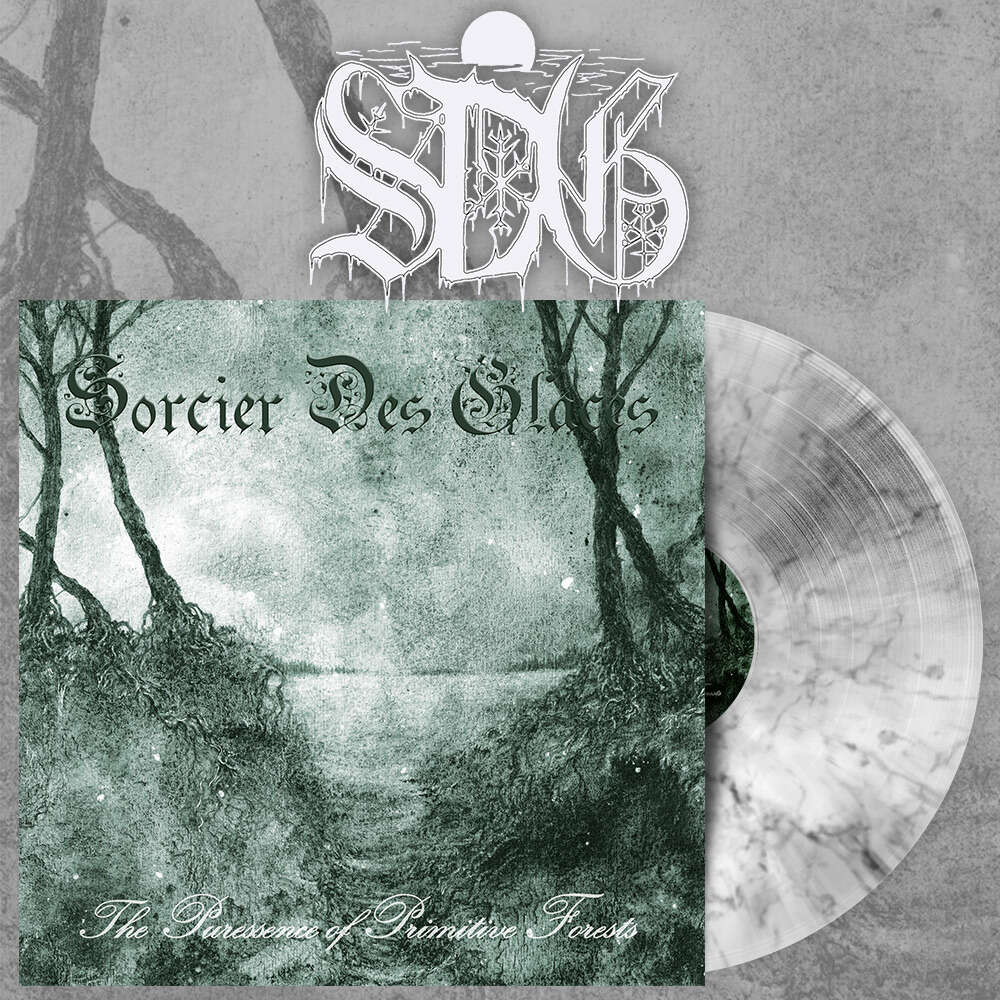 SDG
Sorcier Des Glaces
The Puressence of Primitive Forests